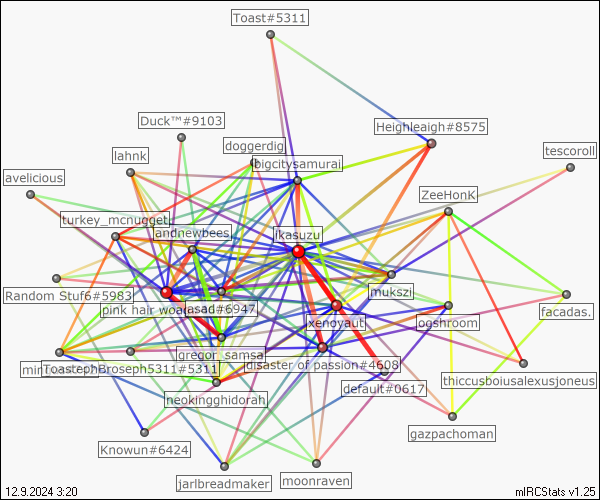 Toast#5311
Duck™#9103
Heighleaigh#8575
doggerdig
lahnk
bigcitysamurai
tescoroll
avelicious
ZeeHonK
turkey_mcnugget
andnewbees
ikasuzu
mukszi
Random Stuf6#5983
pink hair woa
asad#6947
facadas.
xenoyaut
ooshroom
gregor_samsa
ToastephBroseph5311#5311
disaster of passion#4608
thiccusboiusalexusjoneus
default#0617
neokingghidorah
gazpachoman
Knowun#6424
jarlbreadmaker
moonraven
12.9.2024 3:20
mIRCStats v1.25